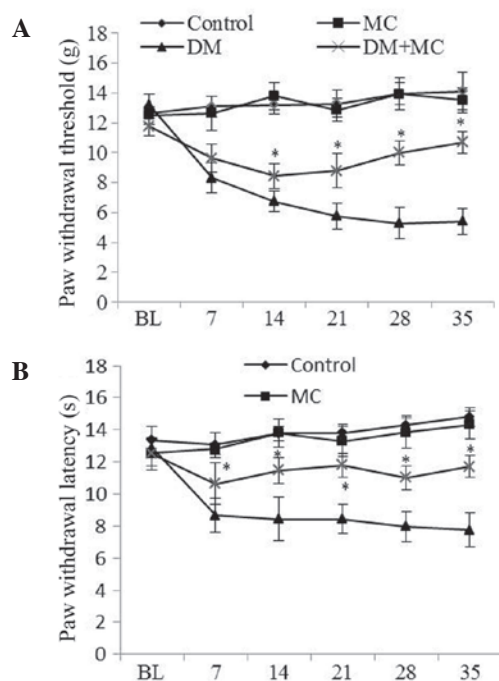 A
Control MC
DM DM+MC
Paw withdrawal threshold (g)
18
16
14
12
10
8
6
4
2
0
* * * *
BL 7 14 21 28 35
B
Control
MC
Paw withdrawal latency (s)
18
16
14
12
10
8
6
4
2
0
* * * * * *
BL 7 14 21 28 35